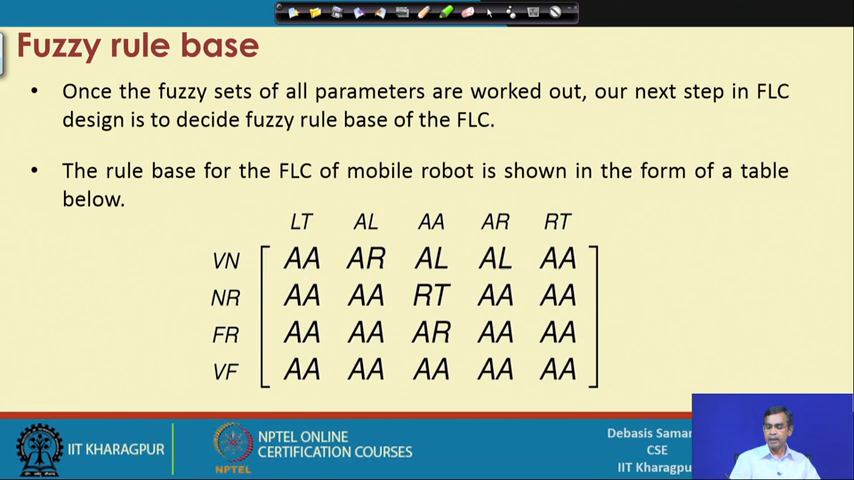 Fuzzy rule base
• Once the fuzzy sets of all parameters are worked out, our next step in FLC
design is to decide fuzzy rule base of the FLC.
• The rule base for the FLC of mobile robot is shown in the form of a table
below.
LT AL AA AR RT
VN AA AR AL AL AA
NR AA AA RT AA AA
FR AA AA AR AA AA
VF AA AA AA AA AA
IIT KHARAGPUR
NPTEL
NPTEL ONLINE
CERTIFICATION COURSES
Debasis Saman
CSE
IIT Kharagpu